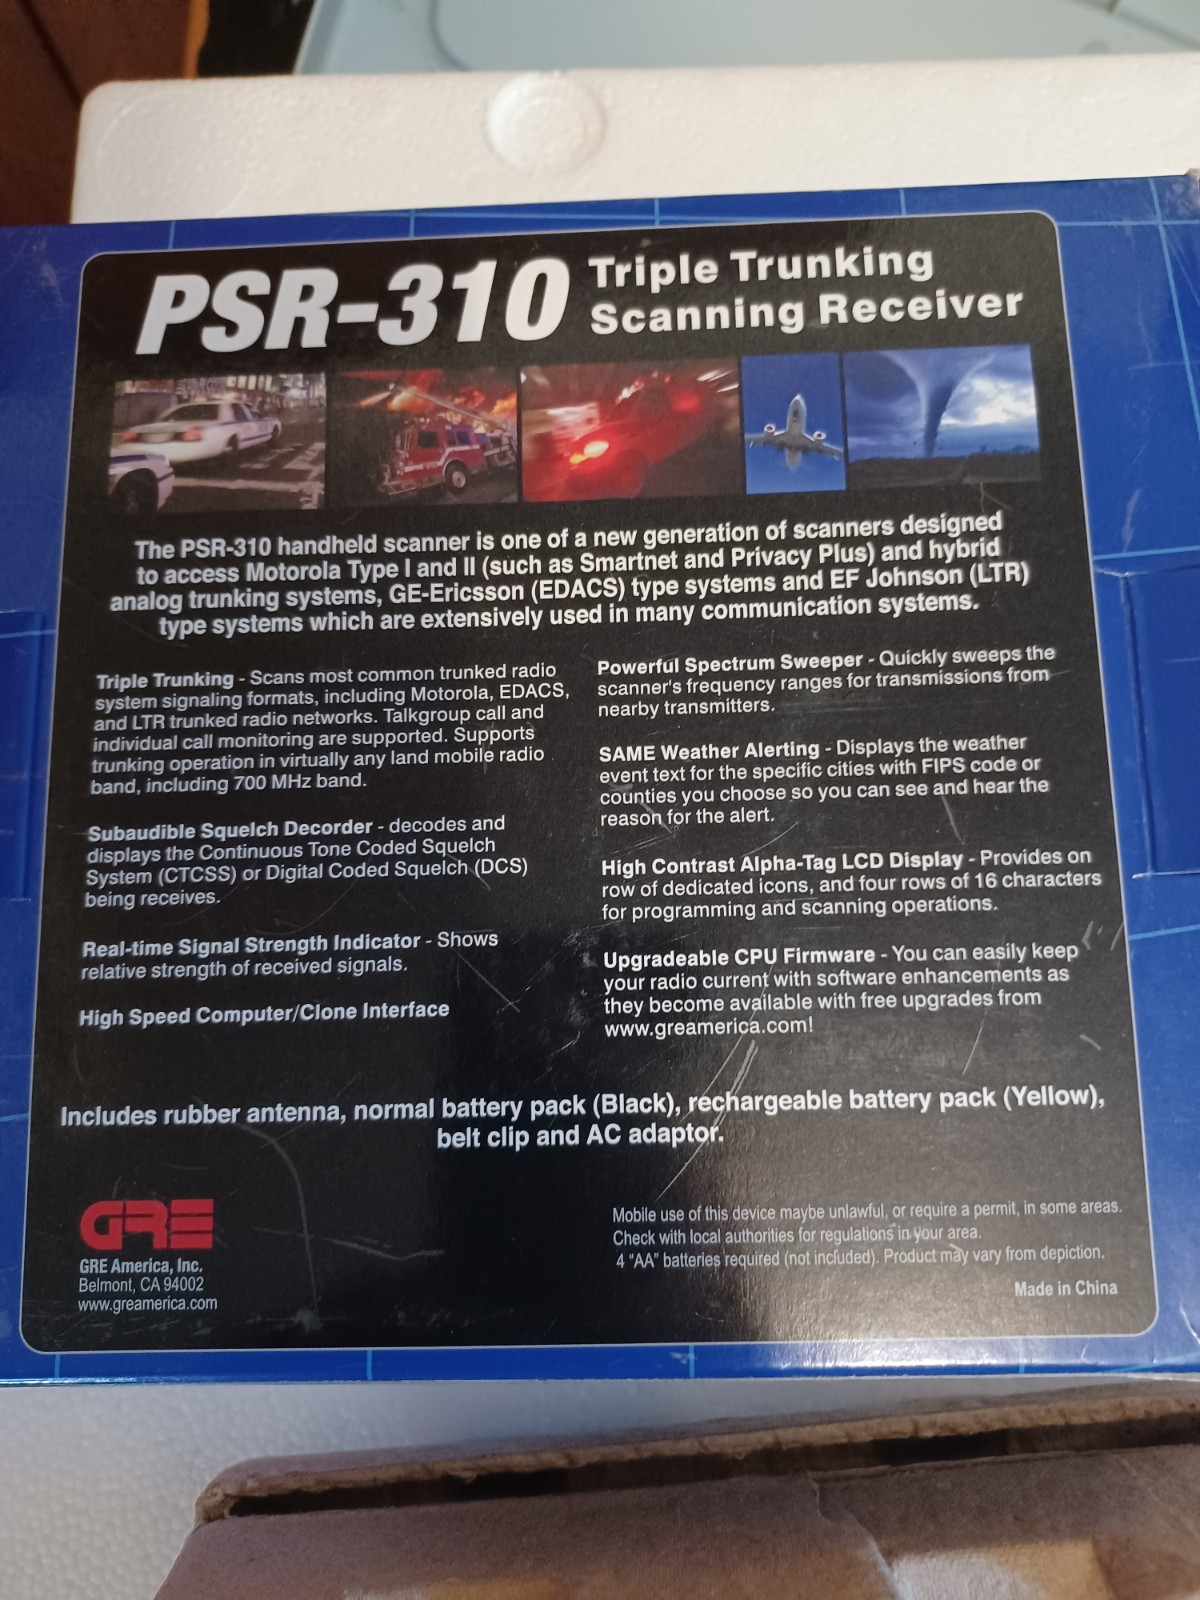 PSR-310 Triple Trunking
Scanning Receiver
The PSR-310 handheld scanner is one of a new generation of scanners designed
to access Motorola Type I and II (such as Smartnet and Privacy Plus) and hybrid
analog trunking systems, GE-Ericsson (EDACS) type systems and EF Johnson (LTR)
type systems which are extensively used in many communication systems.
Triple Trunking - Scans most common trunked radio
system signaling formats, including Motorola, EDACS,
and LTR trunked radio networks. Talkgroup call and
individual call monitoring are supported. Supports
trunking operation in virtually any land mobile radio
band, including 700 MHz band.
Subaudible Squelch Decorder - decodes and
displays the Continuous Tone Coded Squelch
System (CTCSS) or Digital Coded Squelch (DCS)
being receives.
Real-time Signal Strength Indicator - Shows
relative strength of received signals.
High Speed Computer/Clone Interface
Powerful Spectrum Sweeper - Quickly sweeps the
scanner's frequency ranges for transmissions from
nearby transmitters.
SAME Weather Alerting - Displays the weather
event text for the specific cities with FIPS code or
counties you choose so you can see and hear the
reason for the alert.
High Contrast Alpha-Tag LCD Display - Provides on
row of dedicated icons, and four rows of 16 characters
for programming and scanning operations.
Upgradeable CPU Firmware - You can easily keep
your radio current with software enhancements as
they become available with free upgrades from
www.greamerica.com!
Includes rubber antenna, normal battery pack (Black), rechargeable battery pack (Yellow),
belt clip and AC adaptor.
GRE
GRE America, Inc.
Belmont, CA 94002
www.greamerica.com
Mobile use of this device maybe unlawful, or require a permit, in some areas.
Check with local authorities for regulations in your area.
4 "AA" batteries required (not included). Product may vary from depiction.
Made in China